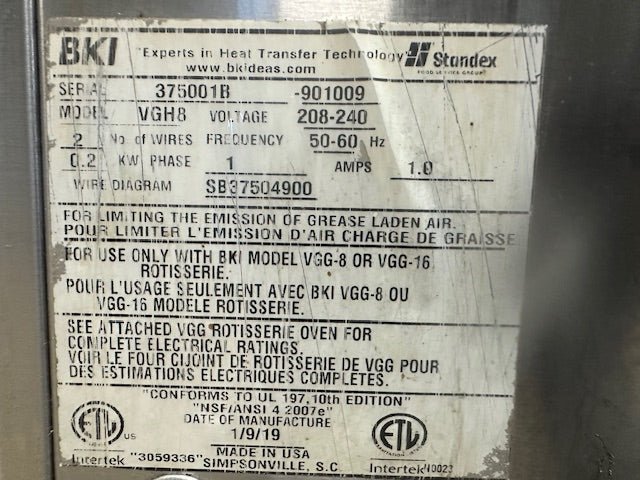 BKI "Experts in Heat Transfer Technology" Standex
www.bkideas.com FOOD SERVICE GROUP
SERIAL 375001B -901009
MODEL VGH8 VOLTAGE 208-240
2 No. of WIRES FREQUENCY 50-60 Hz
0.2 KW PHASE 1 AMPS 1.0
WIRE DIAGRAM SB37504900
FOR LIMITING THE EMISSION OF GREASE LADEN AIR.
POUR LIMITER L'EMISSION D'AIR CHARGE DE GRAISSE
FOR USE ONLY WITH BKI MODEL VGG-8 OR VGG-16
ROTISSERIE.
POUR L'USAGE SEULEMENT AVEC BKI VGG-8 OU
VGG-16 MODELE ROTISSERIE.
SEE ATTACHED VGG ROTISSERIE OVEN FOR
COMPLETE ELECTRICAL RATINGS.
VOIR LE FOUR CIJOINT DE ROTISSERIE DE VGG POUR
DES ESTIMATIONS ELECTRIQUES COMPLETES.
"CONFORMS TO UL 197,10th EDITION"
"NSF/ANSI 4 2007e"
DATE OF MANUFACTURE
1/9/19
ETL US
ETL
MADE IN USA
Intertek "3059336" SIMPSONVILLE, S.C. Intertek 10023